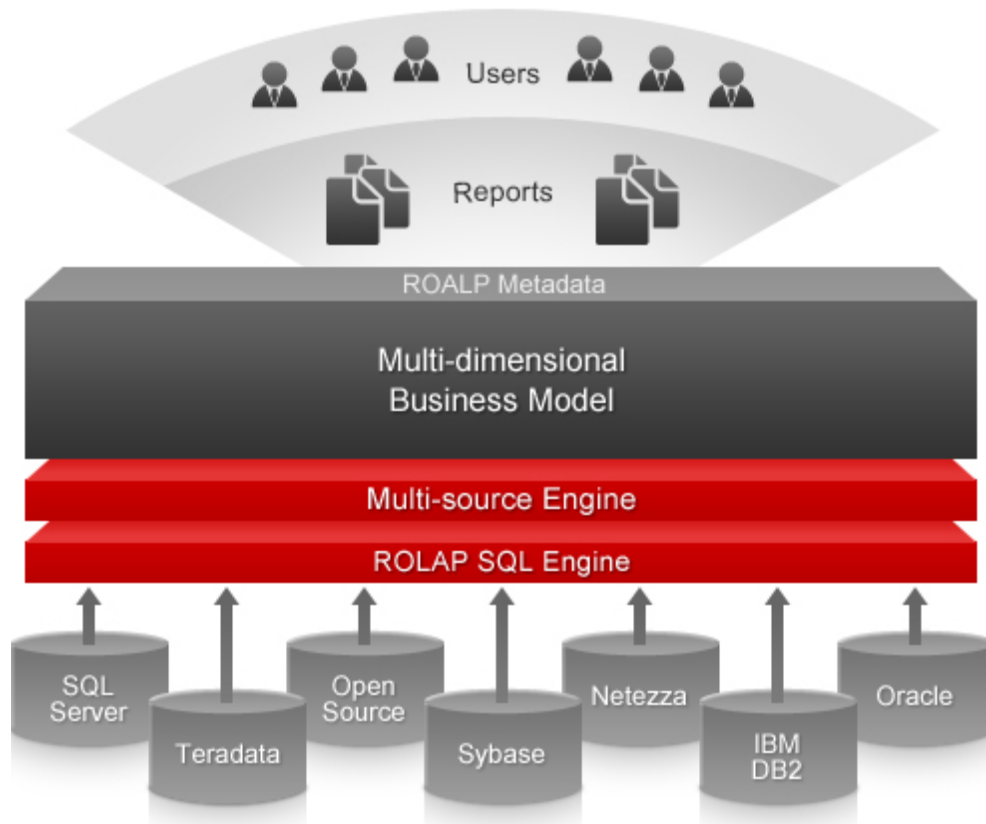 Users
Reports
ROALP Metadata
Multi-dimensional
Business Model
Multi-source Engine
ROLAP SQL Engine
SQL
Server
Teradata
Open
Source
Sybase
Netezza
IBM
DB2
Oracle